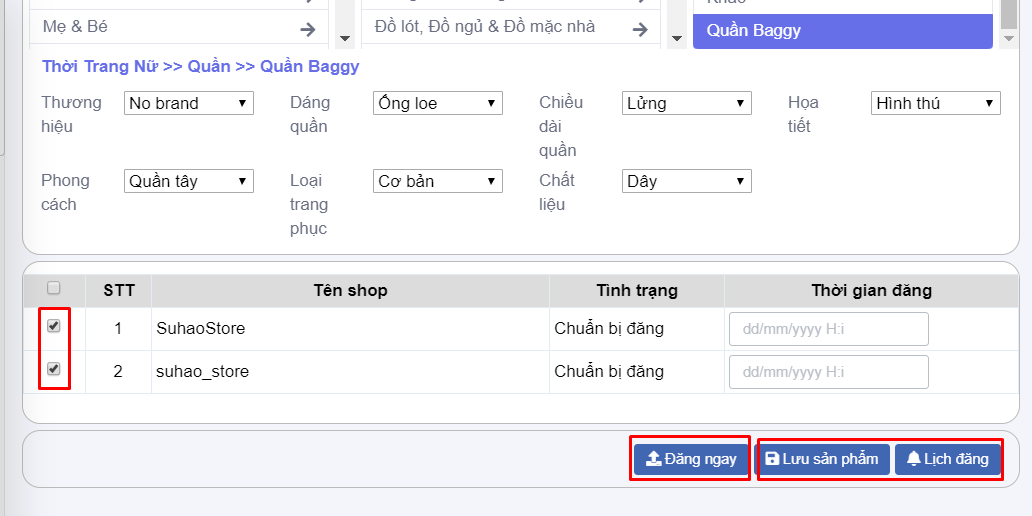 Mẹ & Bé
Đồ lót, Đồ ngủ & Đồ mặc nhà
Quần Baggy
Thời Trang Nữ >> Quần >> Quần Baggy
Thương hiệu
No brand
Dáng quần
Ống loe
Chiều dài quần
Lửng
Họa tiết
Hình thú
Phong cách
Quần tây
Loại trang phục
Cơ bản
Chất liệu
Dây
STT
Tên shop
Tình trạng
Thời gian đăng
1
SuhaoStore
Chuẩn bị đăng
dd/mm/yyyy H:i
2
suhao_store
Chuẩn bị đăng
dd/mm/yyyy H:i
Đăng ngay
Lưu sản phẩm
Lịch đăng